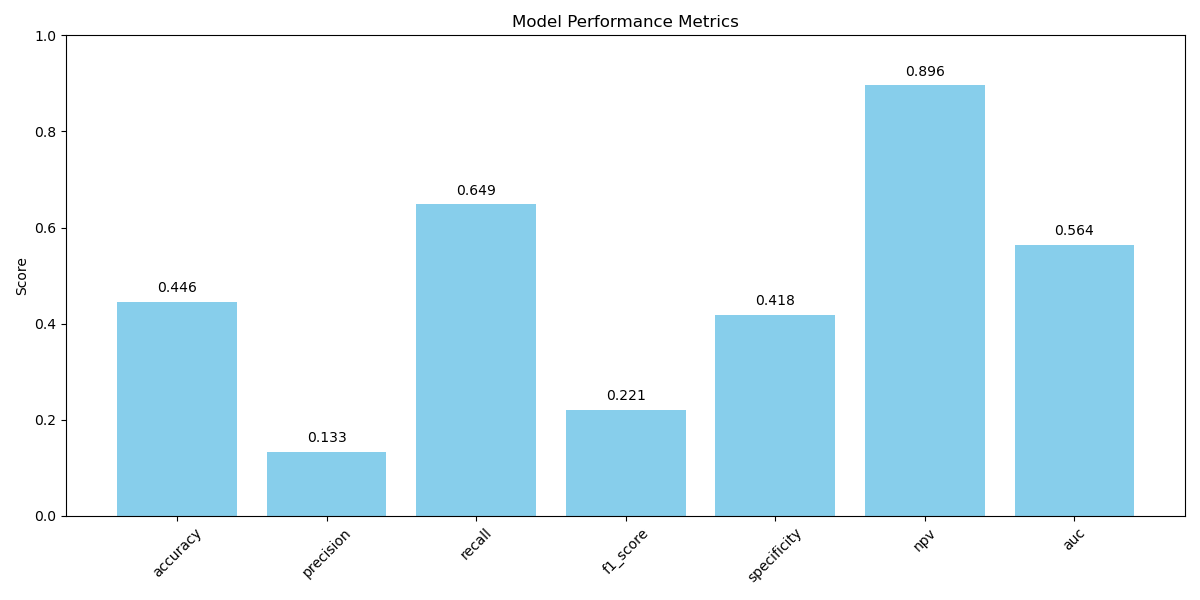 Model Performance Metrics
1.0
0.8
0.6
0.4
0.2
0.0
Score
0.446
0.133
0.649
0.221
0.418
0.896
0.564
accuracy
precision
recall
f1_score
specificity
npv
auc